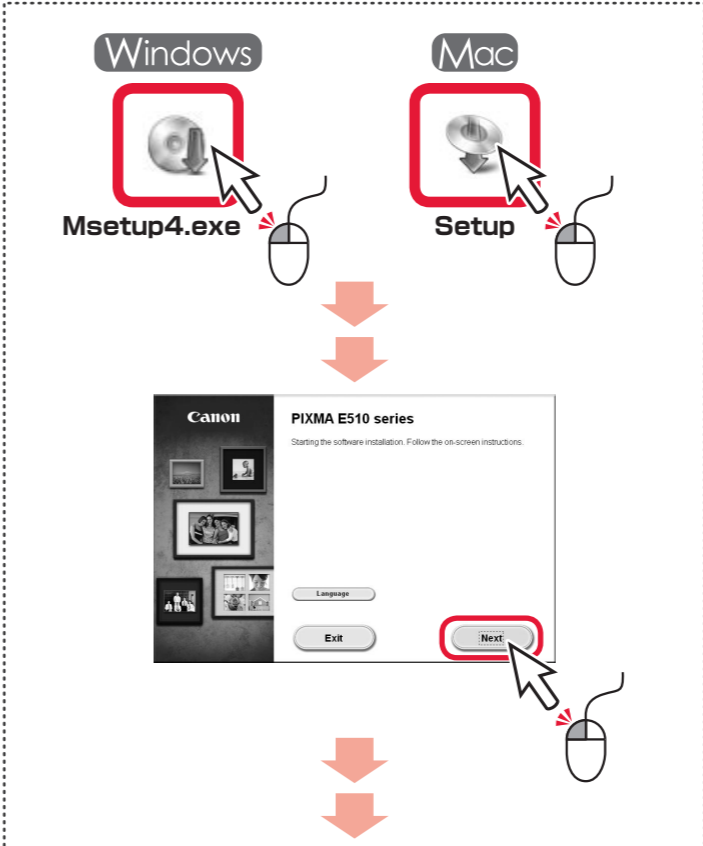 Windows
Mac
Msetup4.exe
Setup
Canon
PIXMA E510 series
Starting the software installation. Follow the on-screen instructions.
Language
Exit
Next